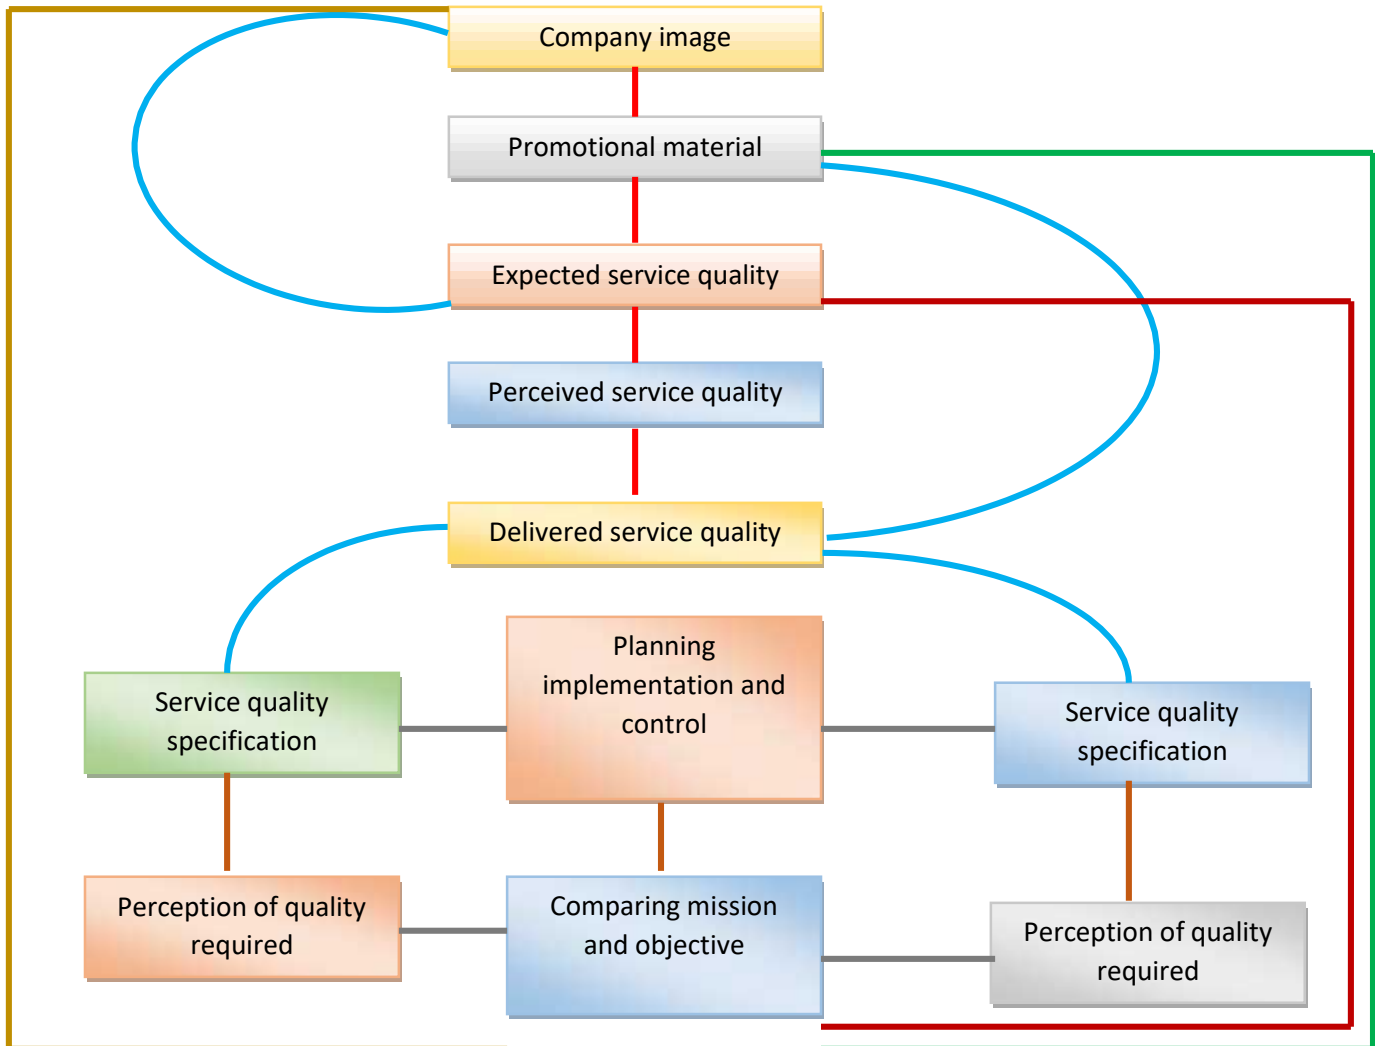 Company image
Promotional material
Expected service quality
Perceived service quality
Delivered service quality
Planning
implementation and
control
Service quality
specification
Service quality
specification
Perception of quality
required
Comparing mission
and objective
Perception of quality
required